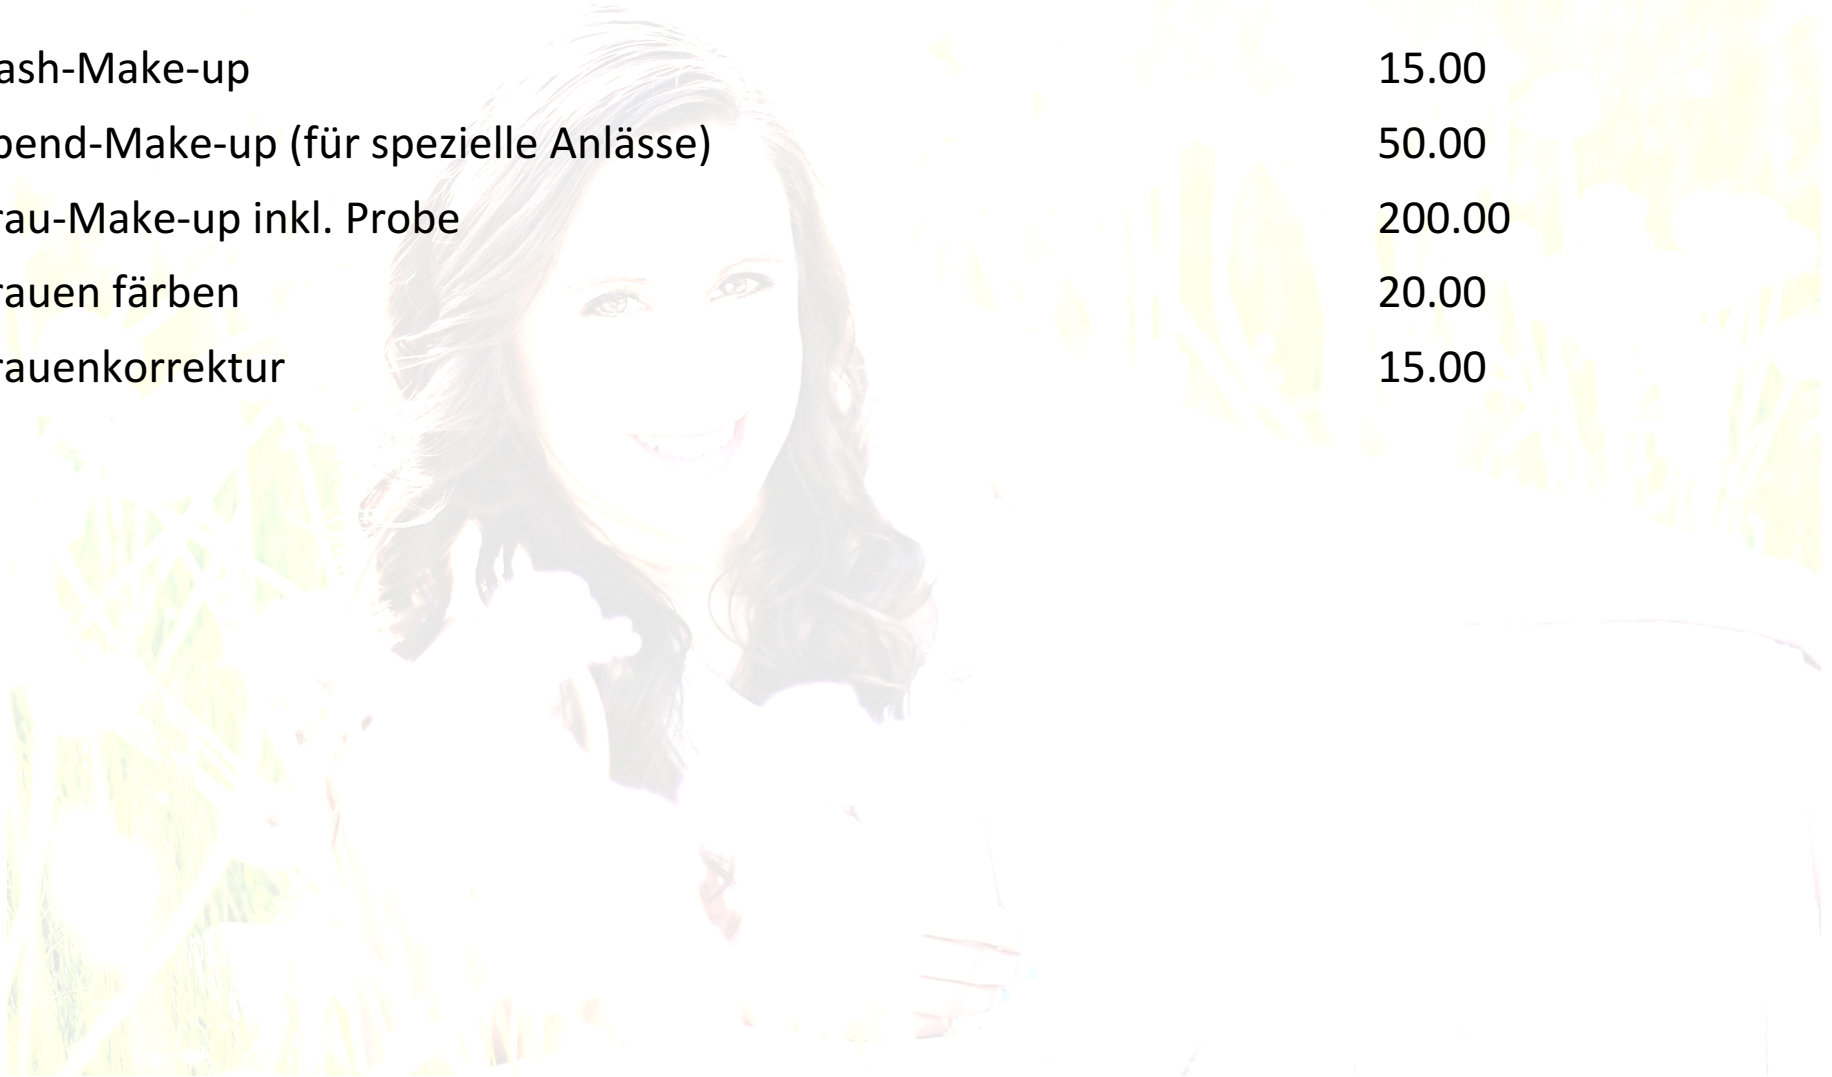 ash-Make-up 15.00
bend-Make-up (für spezielle Anlässe) 50.00
rau-Make-up inkl. Probe 200.00
rauen färben 20.00
rauenkorrektur 15.00